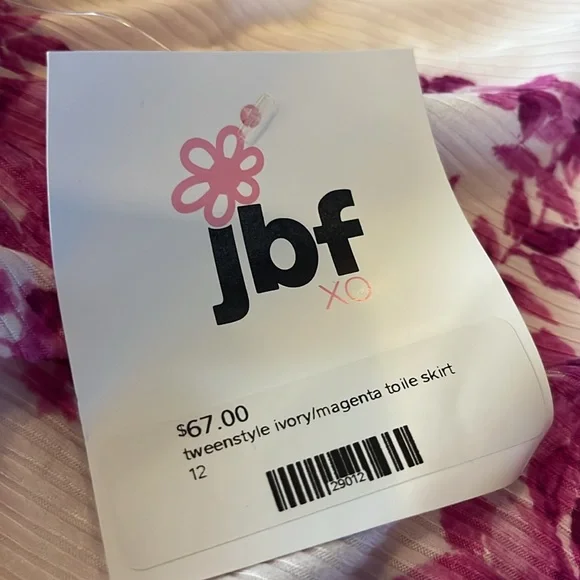 jbf
XO
$67.00
tweenstyle ivory/magenta toile skirt
12
29012